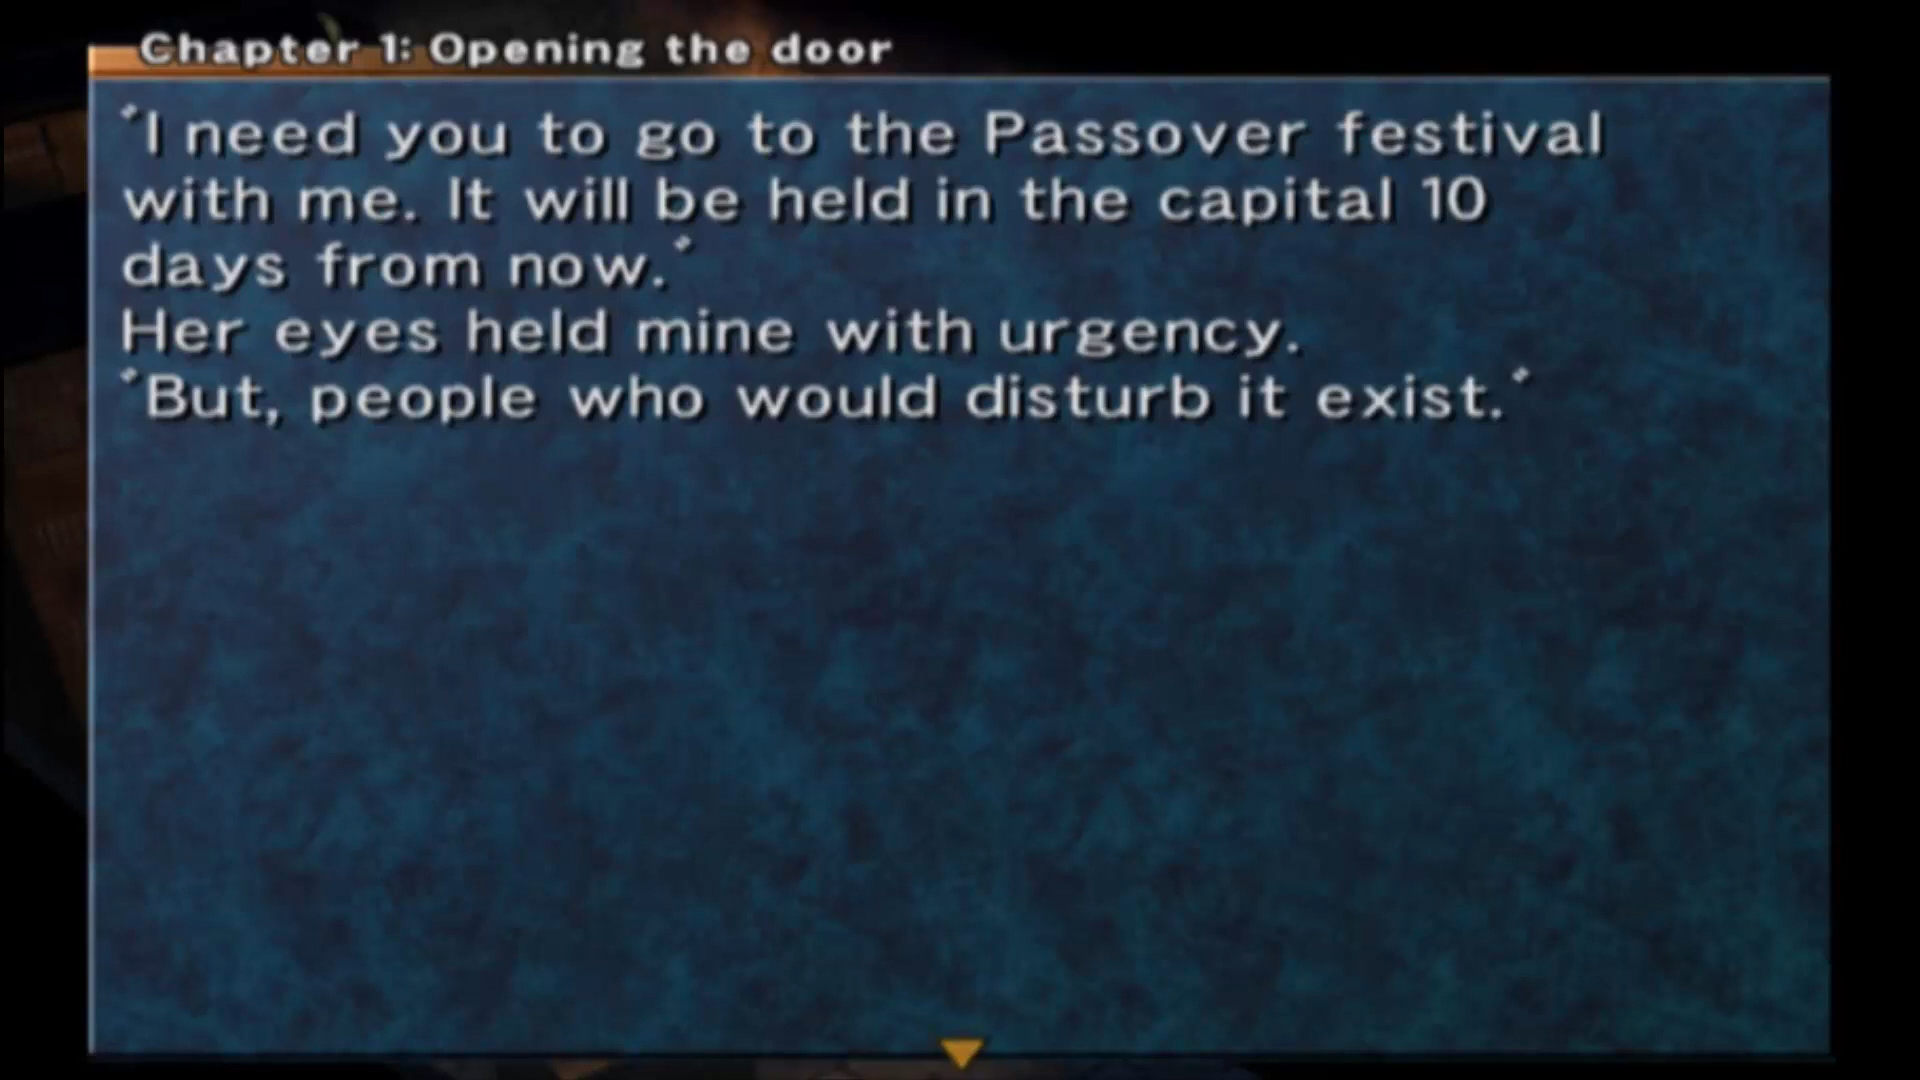 Chapter 1: Opening the door
"I need you to go to the Passover festival
with me. It will be held in the capital 10
days from now."
Her eyes held mine with urgency.
"But, people who would disturb it exist."